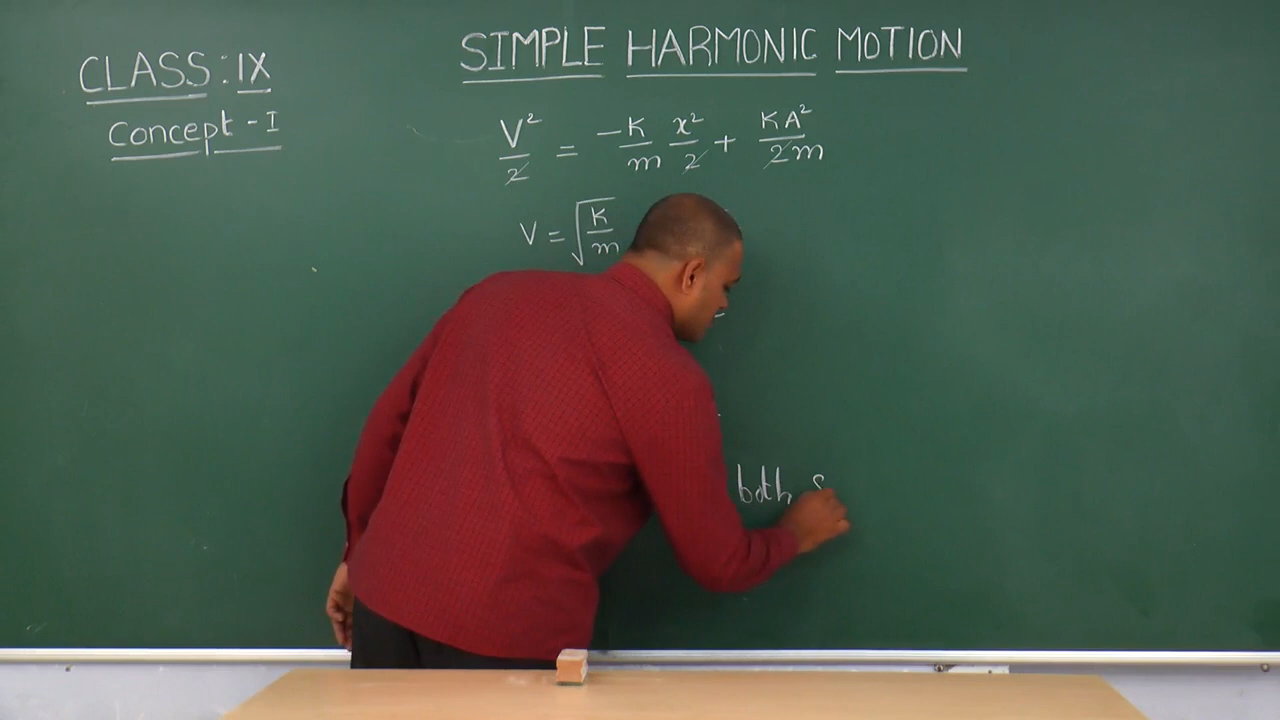 CLASS: IX
Concept - I
SIMPLE HARMONIC MOTION
V²/2 = -K/m x²/2 + KA²/2m
V = √K/m
both